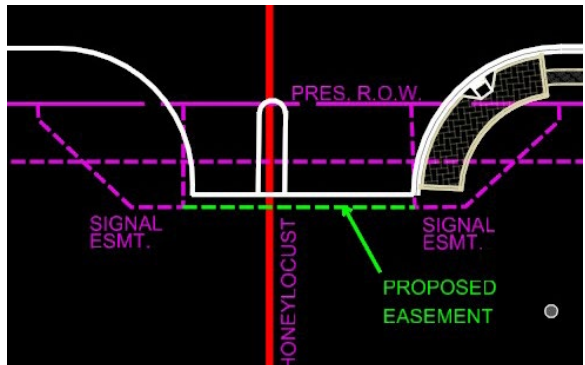 PRES. R.O.W.
SIGNAL
ESMT.
SIGNAL
ESMT.
HONEYLOCUST
PROPOSED
EASEMENT